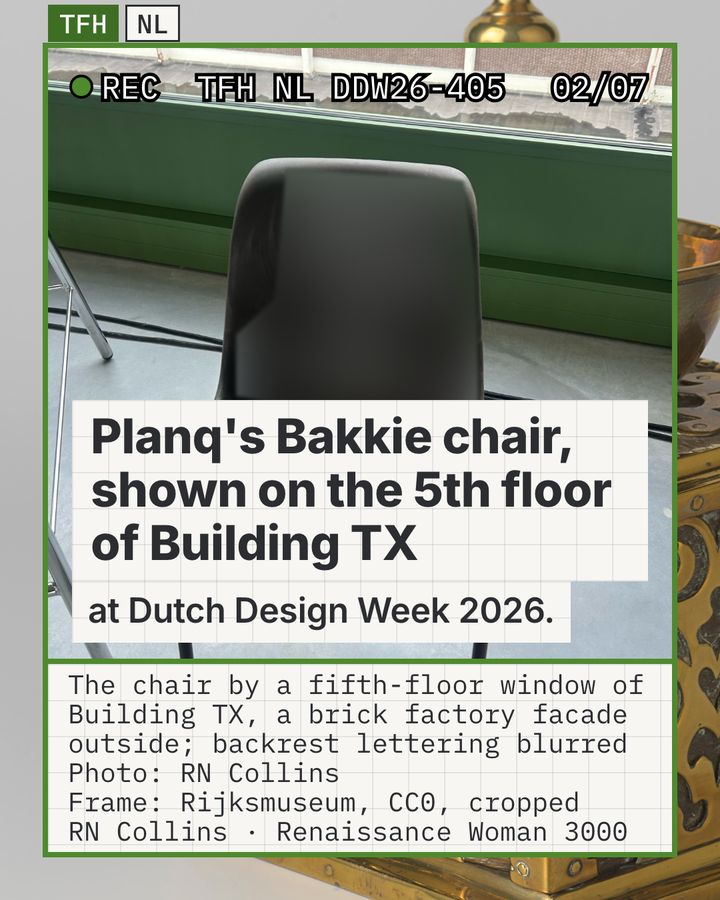 TFH NL
REC TFH NL DDW26-405 02/07
Planq's Bakkie chair,
shown on the 5th floor
of Building TX
at Dutch Design Week 2026.
The chair by a fifth-floor window of
Building TX, a brick factory facade
outside; backrest lettering blurred
Photo: RN Collins
Frame: Rijksmuseum, CC0, cropped
RN Collins · Renaissance Woman 3000